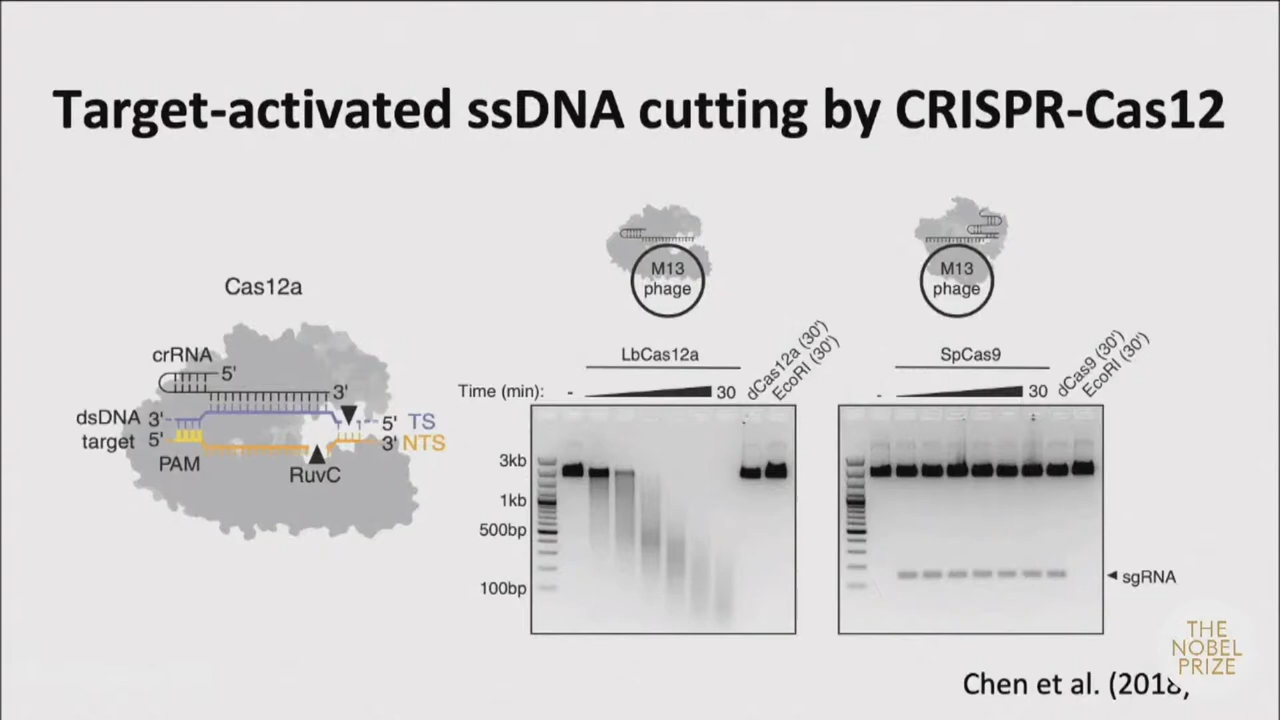 Target-activated ssDNA cutting by CRISPR-Cas12
Cas12a
crRNA
5'
3'
dsDNA 3' 5' TS
target 5' 3' NTS
PAM
RuvC
M13
phage
LbCas12a
Time (min): - 30 dCas12a (30') EcoRI (30')
3kb
1kb
500bp
100bp
M13
phage
SpCas9
- 30 dCas9 (30') EcoRI (30')
sgRNA
Chen et al. (2018)
THE
NOBEL
PRIZE